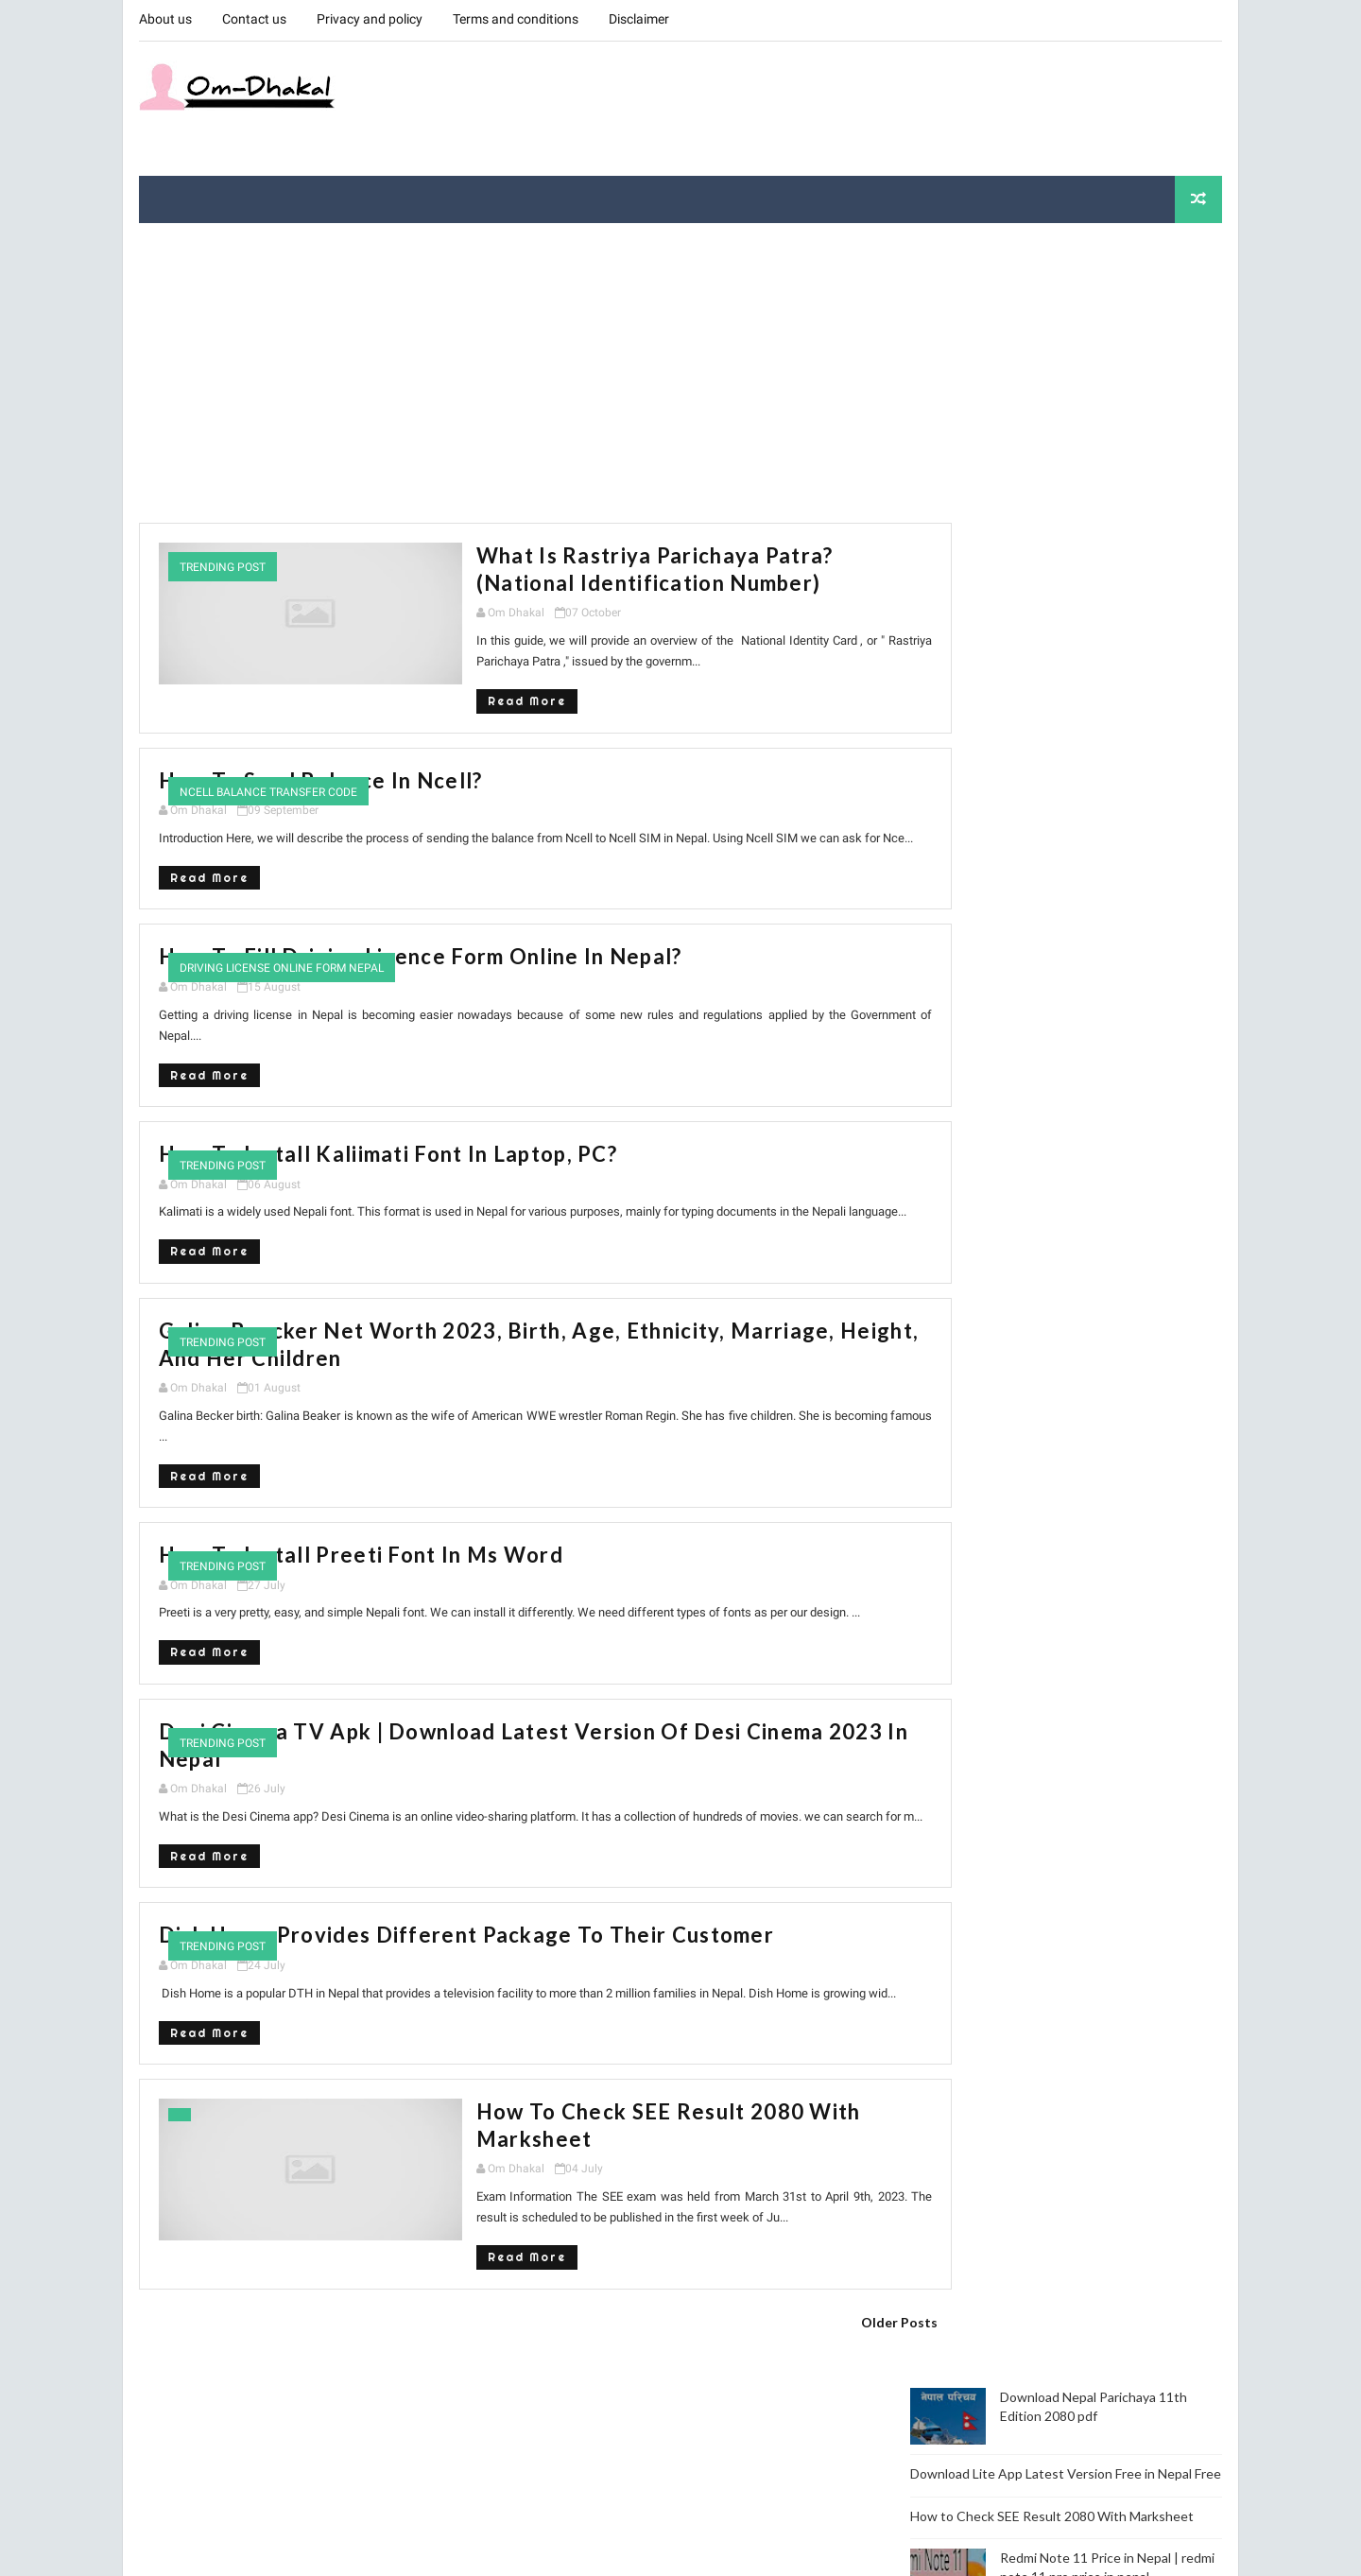 About us Contact us Privacy and policy Terms and conditions Disclaimer
Om-Dhakal
TRENDING POST
What Is Rastriya Parichaya Patra?
(National Identification Number)
Om Dhakal 07 October
In this guide, we will provide an overview of the National Identity Card , or " Rastriya
Parichaya Patra ," issued by the governm...
Read More
In Ncell?
NCELL BALANCE TRANSFER CODE
Om Dhakal 09 September
Introduction Here, we will describe the process of sending the balance from Ncell to Ncell SIM in Nepal. Using Ncell SIM we can ask for Nce...
Read More
Form Online In Nepal?
DRIVING LICENSE ONLINE FORM NEPAL
Om Dhakal 15 August
Getting a driving license in Nepal is becoming easier nowadays because of some new rules and regulations applied by the Government of
Nepal....
Read More
Kaliimati Font In Laptop, PC?
TRENDING POST
Om Dhakal 06 August
Kalimati is a widely used Nepali font. This format is used in Nepal for various purposes, mainly for typing documents in the Nepali language...
Read More
Net Worth 2023, Birth, Age, Ethnicity, Marriage, Height,
TRENDING POST
And Her Children
Om Dhakal 01 August
Galina Becker birth: Galina Beaker is known as the wife of American WWE wrestler Roman Regin. She has five children. She is becoming famous
...
Read More
Preeti Font In Ms Word
TRENDING POST
Om Dhakal 27 July
Preeti is a very pretty, easy, and simple Nepali font. We can install it differently. We need different types of fonts as per our design. ...
Read More
TV Apk | Download Latest Version Of Desi Cinema 2023 In
TRENDING POST
Nepal
Om Dhakal 26 July
What is the Desi Cinema app? Desi Cinema is an online video-sharing platform. It has a collection of hundreds of movies. we can search for m...
Read More
Provides Different Package To Their Customer
TRENDING POST
Om Dhakal 24 July
Dish Home is a popular DTH in Nepal that provides a television facility to more than 2 million families in Nepal. Dish Home is growing wid...
Read More
How To Check SEE Result 2080 With
Marksheet
Om Dhakal 04 July
Exam Information The SEE exam was held from March 31st to April 9th, 2023. The
result is scheduled to be published in the first week of Ju...
Read More
Older Posts
नेपाल परिचय
Download Nepal Parichaya 11th
Edition 2080 pdf
Download Lite App Latest Version Free in Nepal Free
How to Check SEE Result 2080 With Marksheet
mi Note 11
Redmi Note 11 Price in Nepal | redmi
note 11 pro price in nepal